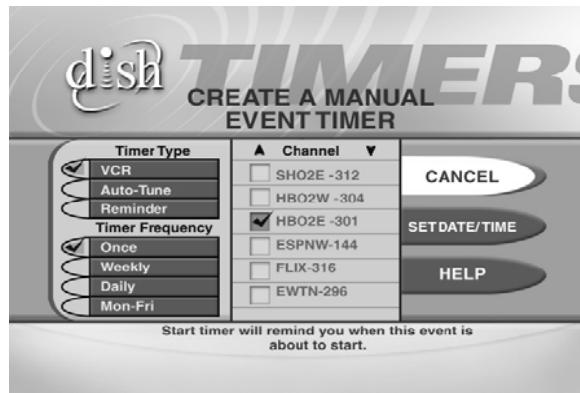 dish
TIMERS
CREATE A MANUAL
EVENT TIMER
Timer Type
VCR
Auto-Tune
Reminder
Timer Frequency
Once
Weekly
Daily
Mon-Fri
Channel
SHO2E -312
HBO2W -304
HBO2E -301
ESPNW-144
FLIX-316
EWTN-296
CANCEL
SET DATE/TIME
HELP
Start timer will remind you when this event is
about to start.